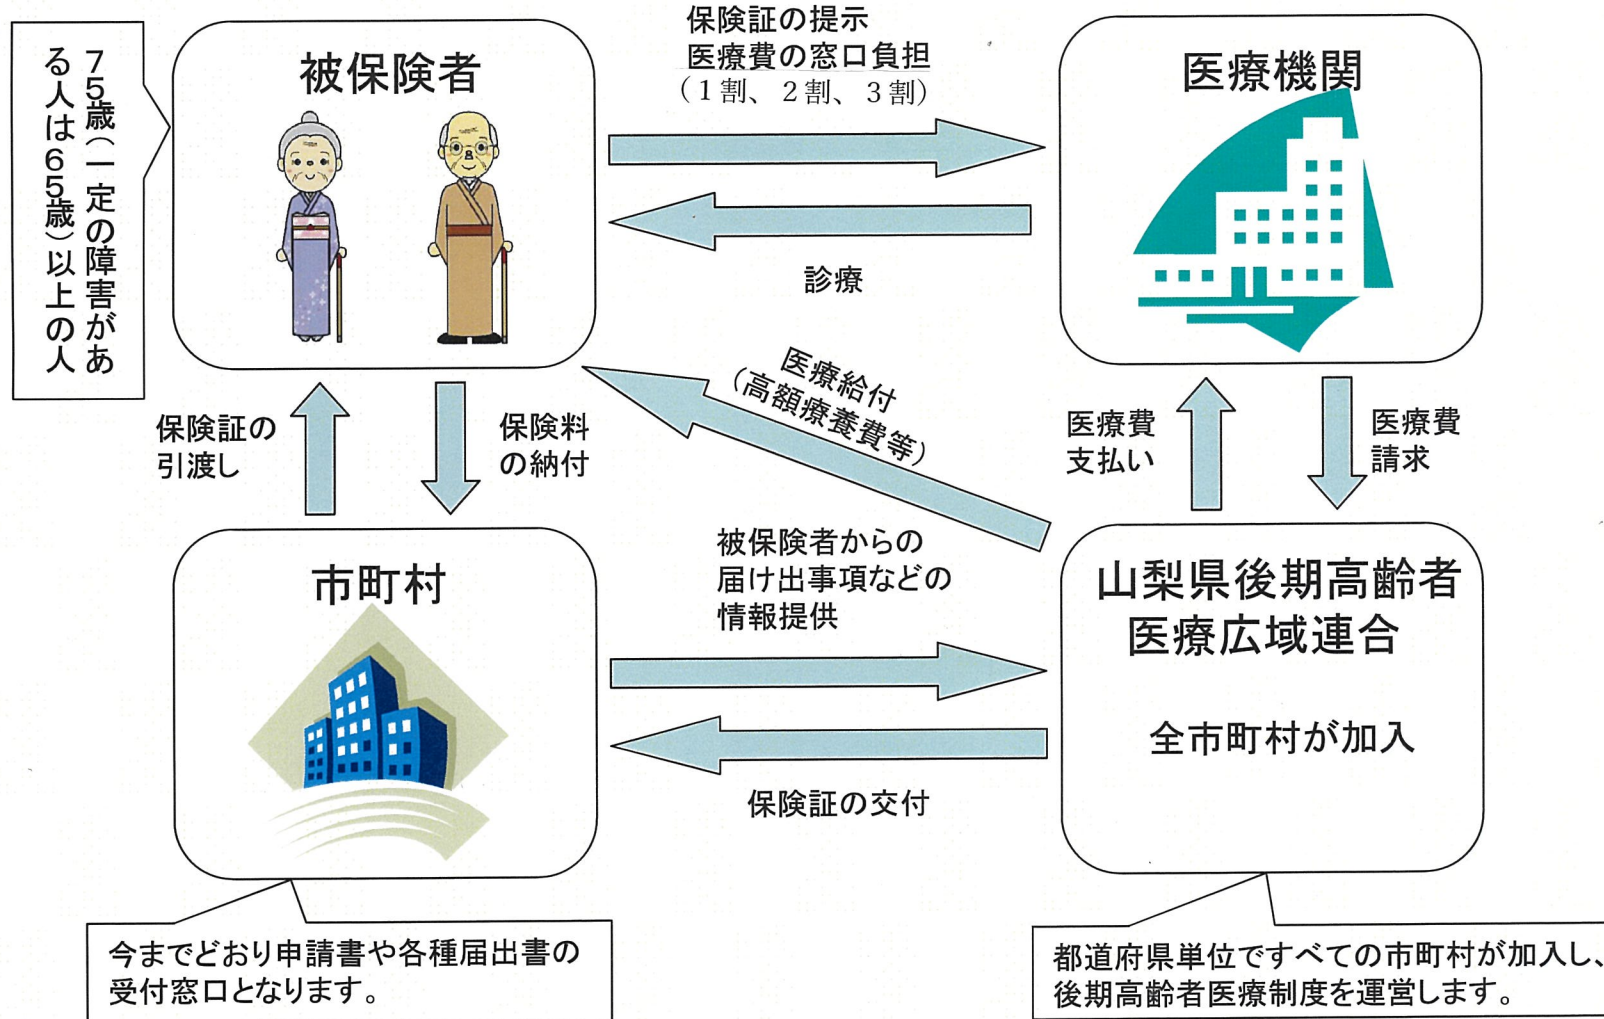 75歳(一定の障害があ
る人は65歳)以上の人
被保険者
保険証の提示
医療費の窓口負担
(1割、2割、3割)
医療機関
診療
保険証の
引渡し
保険料
の納付
医療給付
(高額療養費等)
医療費
支払い
医療費
請求
市町村
被保険者からの
届け出事項などの
情報提供
山梨県後期高齢者
医療広域連合
全市町村が加入
保険証の交付
今までどおり申請書や各種届出書の
受付窓口となります。
都道府県単位ですべての市町村が加入し、
後期高齢者医療制度を運営します。